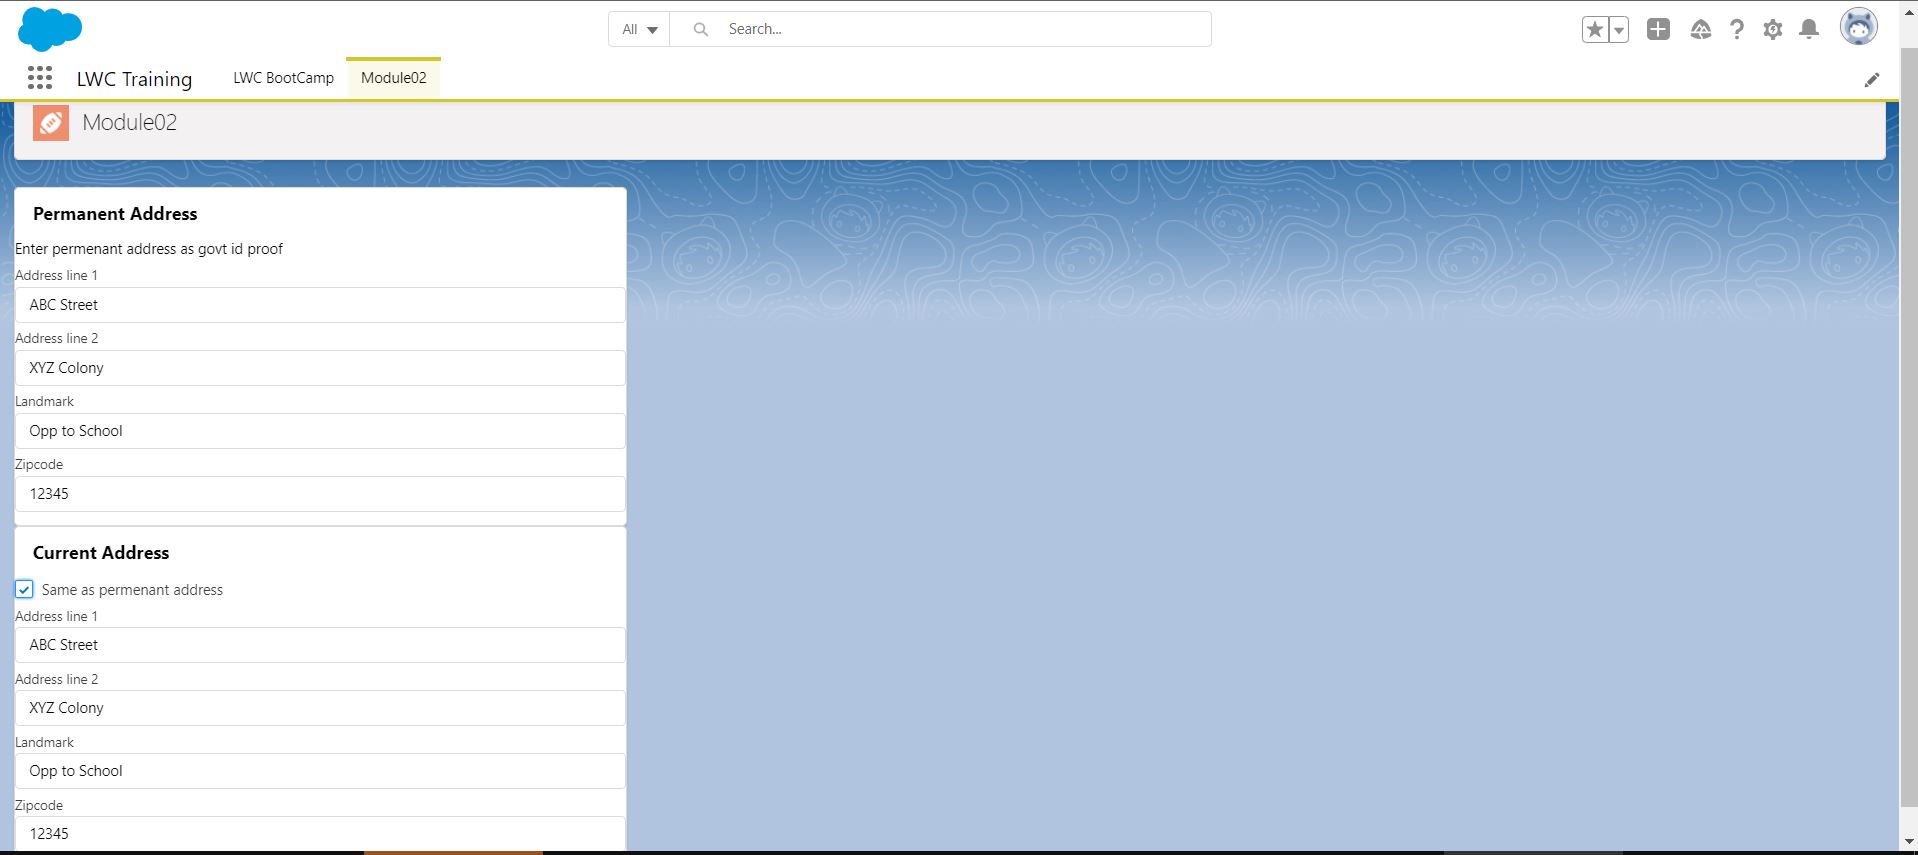 All
Search...
LWC Training
LWC BootCamp
Module02
Module02
Permanent Address
Enter permenant address as govt id proof
Address line 1
ABC Street
Address line 2
XYZ Colony
Landmark
Opp to School
Zipcode
12345
Current Address
Same as permenant address
Address line 1
ABC Street
Address line 2
XYZ Colony
Landmark
Opp to School
Zipcode
12345